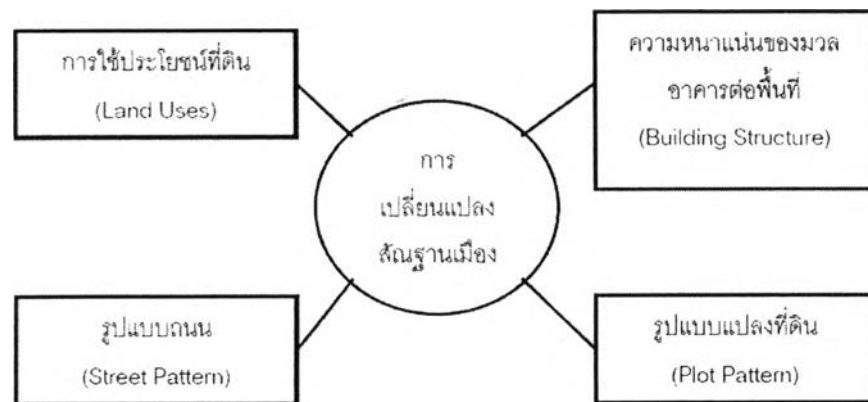 การใช้ประโยชน์ที่ดิน
(Land Uses)
ความหนาแน่นของมวล
อาคารต่อพื้นที่
(Building Structure)
การ
เปลี่ยนแปลง
สัณฐานเมือง
รูปแบบถนน
(Street Pattern)
รูปแบบแปลงที่ดิน
(Plot Pattern)